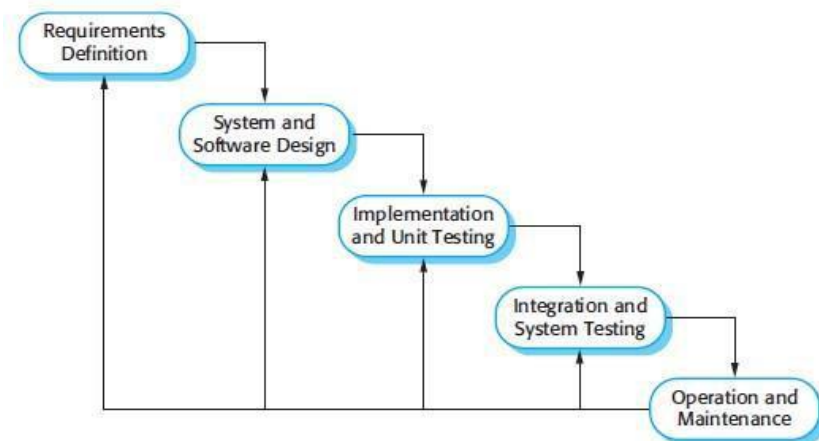 Requirements
Definition
System and
Software Design
Implementation
and Unit Testing
Integration and
System Testing
Operation and
Maintenance